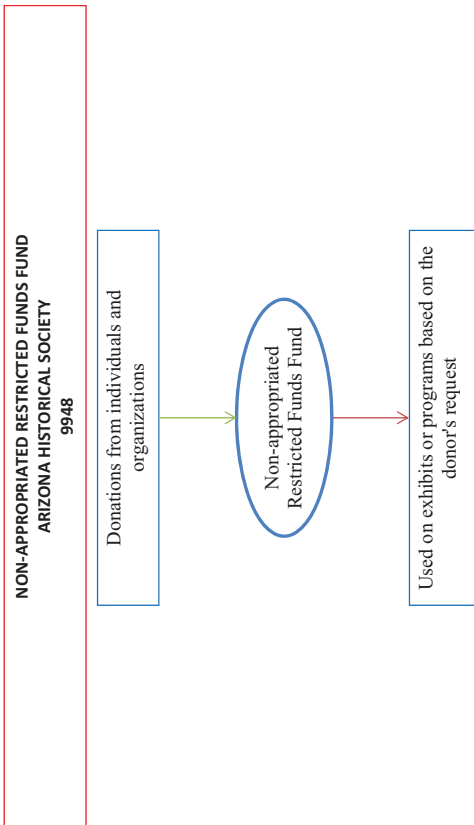 NON-APPROPRIATED RESTRICTED FUNDS FUND
ARIZONA HISTORICAL SOCIETY
9948
Donations from individuals and
organizations
Non-appropriated
Restricted Funds Fund
Used on exhibits or programs based on the
donor's request